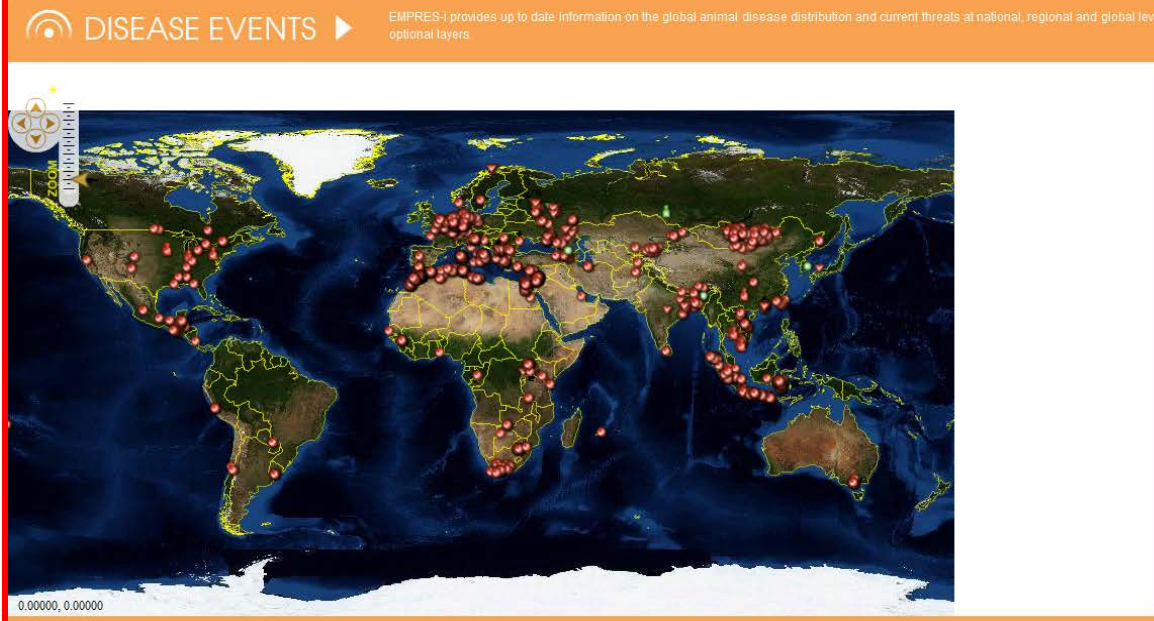 DISEASE EVENTS
EMPRES-i provides up to date information on the global animal disease distribution and current threats at national, regional and global lev
optional layers.
ZOOM
0.00000, 0.00000